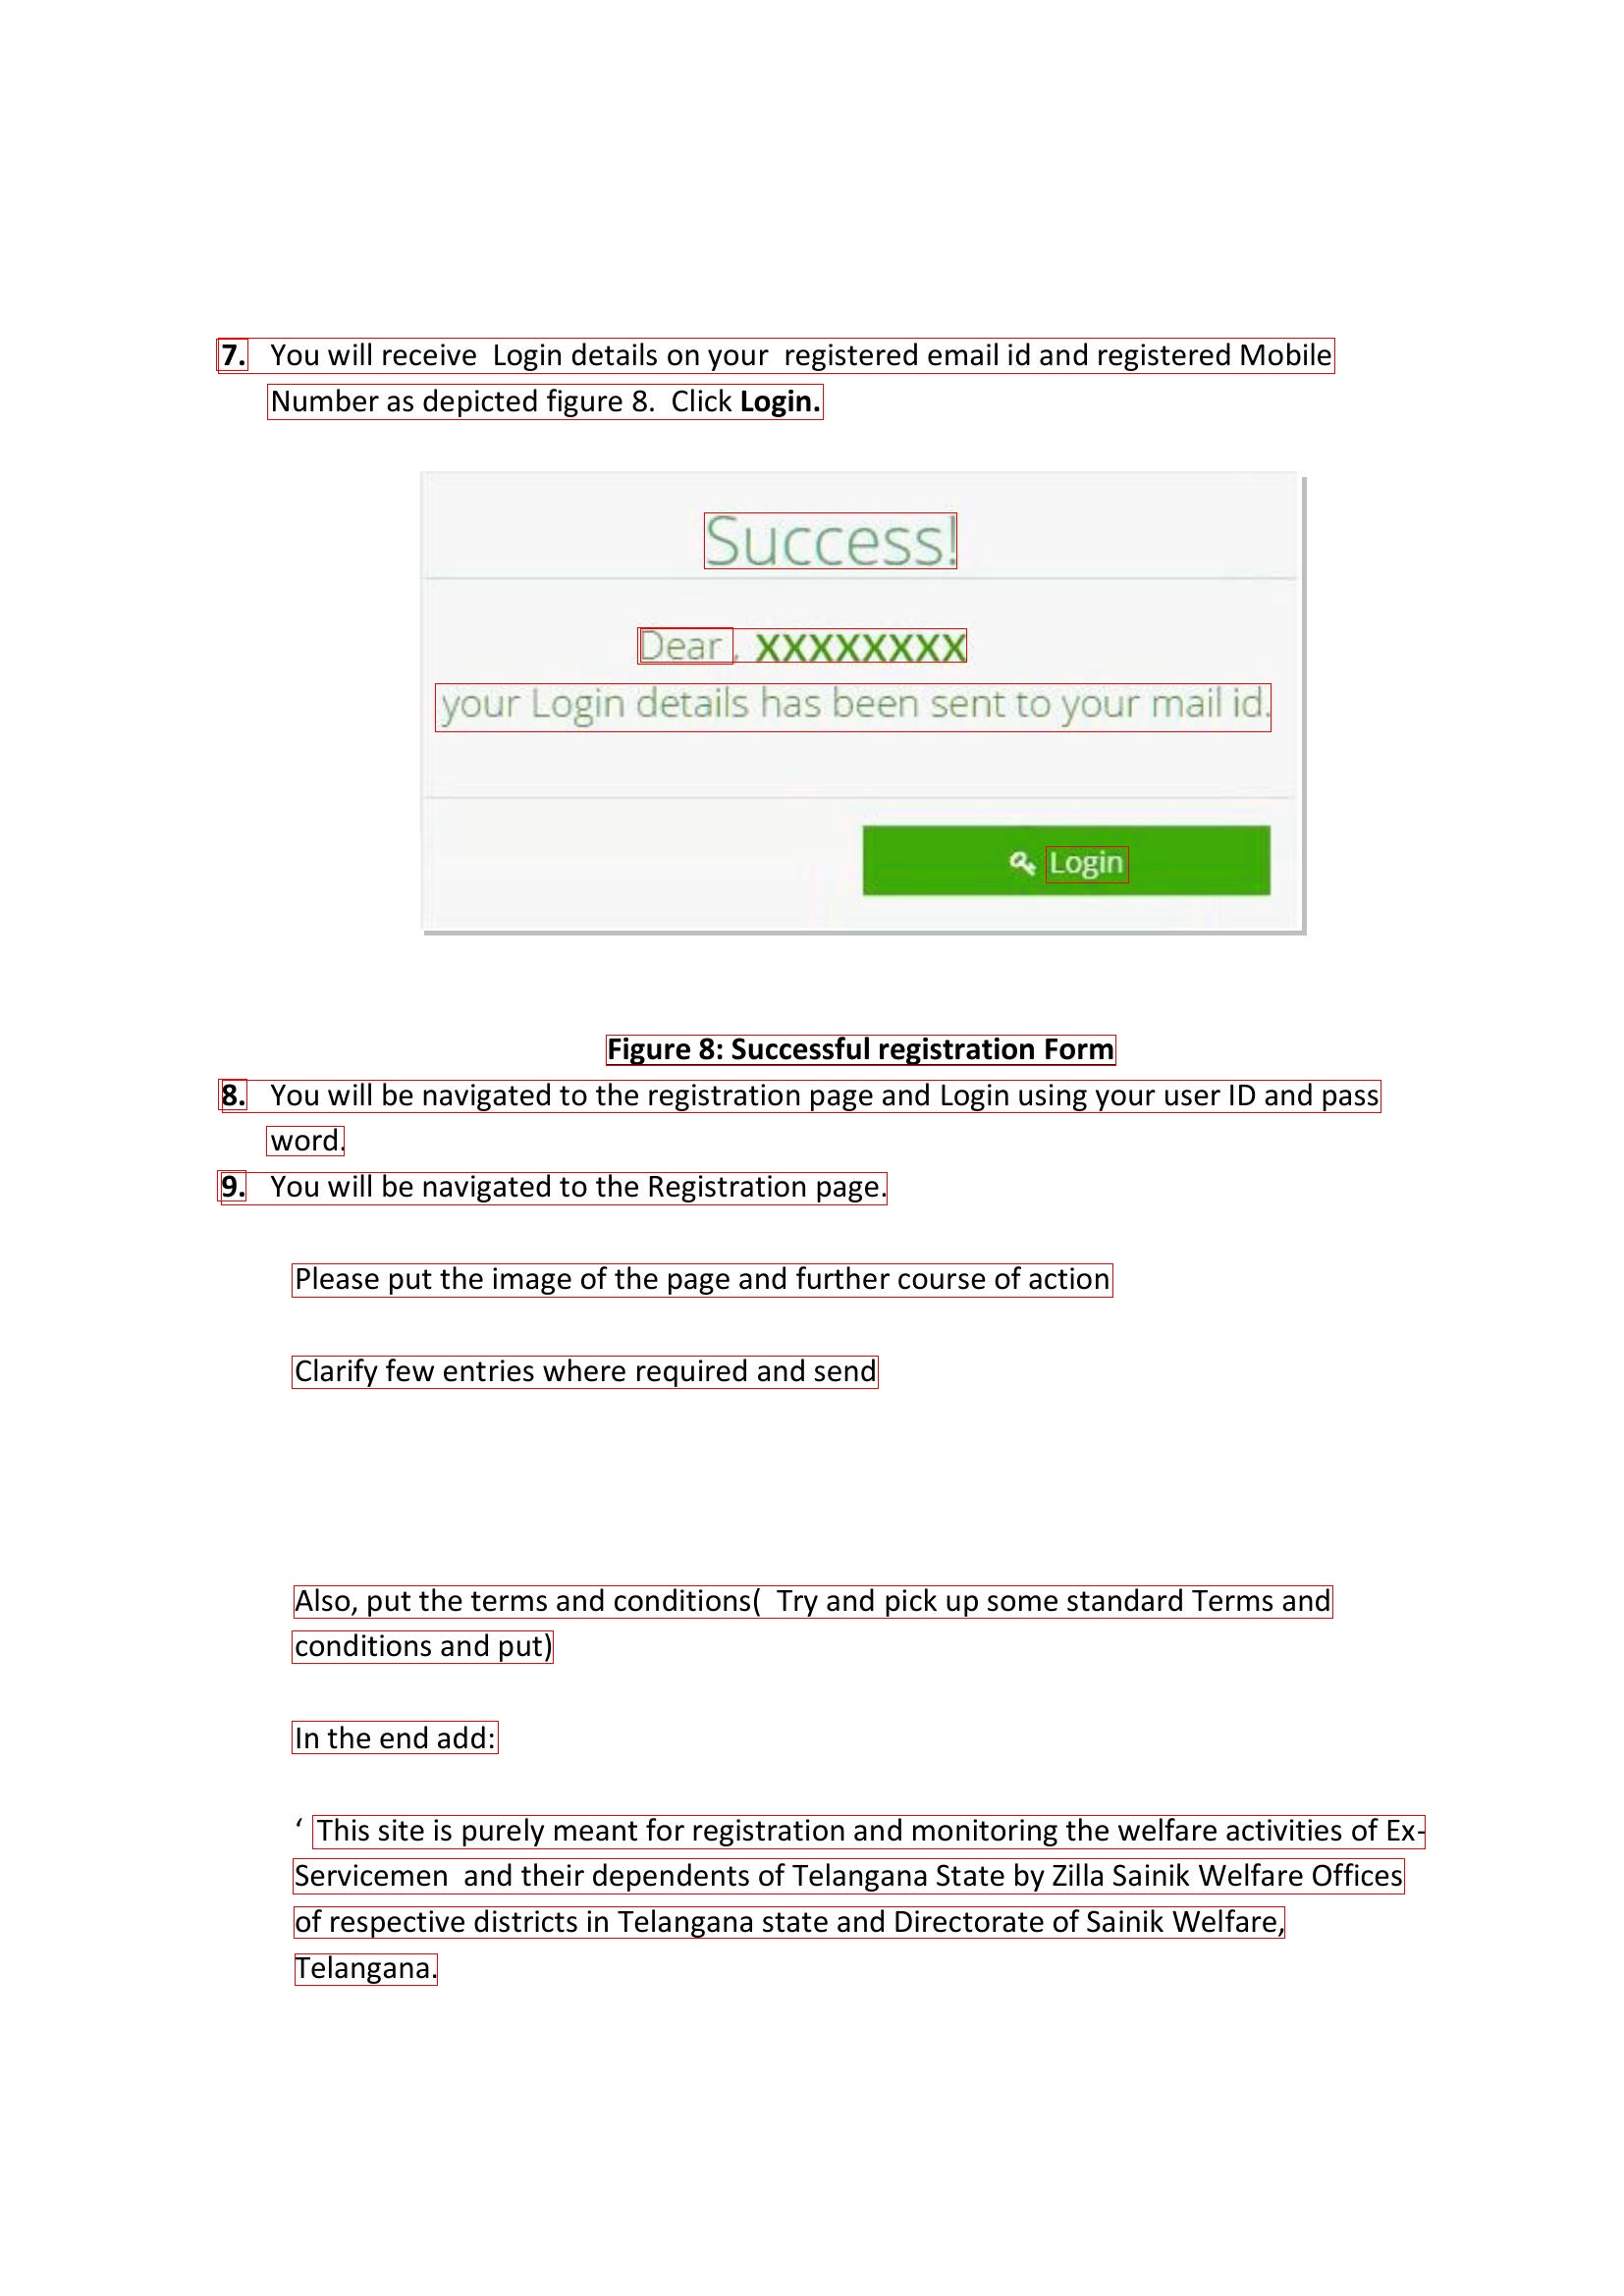 7. You will receive  Login details on your  registered email id and registered Mobile
Number as depicted figure 8.  Click Login.
Success!
Dear , XXXXXXXX
your Login details has been sent to your mail id.
Login
Figure 8: Successful registration Form
8. You will be navigated to the registration page and Login using your user ID and pass
word.
9. You will be navigated to the Registration page.
Please put the image of the page and further course of action
Clarify few entries where required and send
Also, put the terms and conditions(  Try and pick up some standard Terms and
conditions and put)
In the end add:
‘ This site is purely meant for registration and monitoring the welfare activities of Ex-
Servicemen  and their dependents of Telangana State by Zilla Sainik Welfare Offices
of respective districts in Telangana state and Directorate of Sainik Welfare,
Telangana.